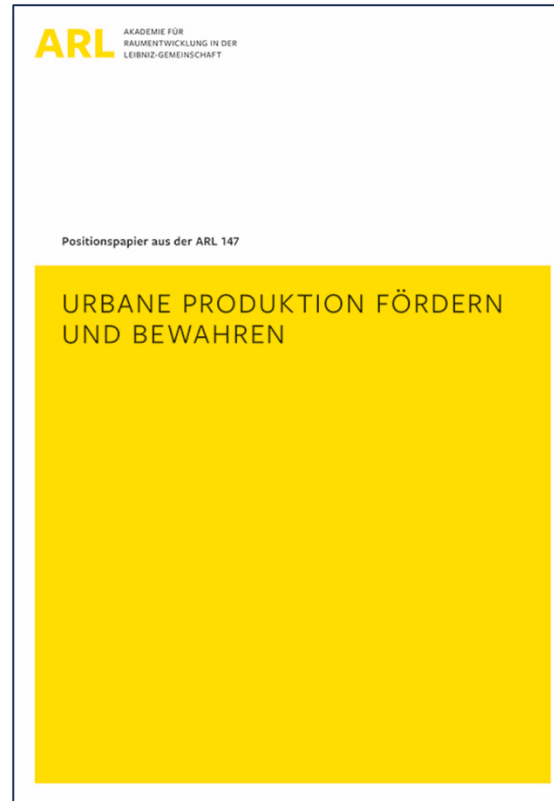 ARL
AKADEMIE FÜR
RAUMENTWICKLUNG IN DER
LEIBNIZ-GEMEINSCHAFT
Positionspapier aus der ARL 147
URBANE PRODUKTION FÖRDERN
UND BEWAHREN